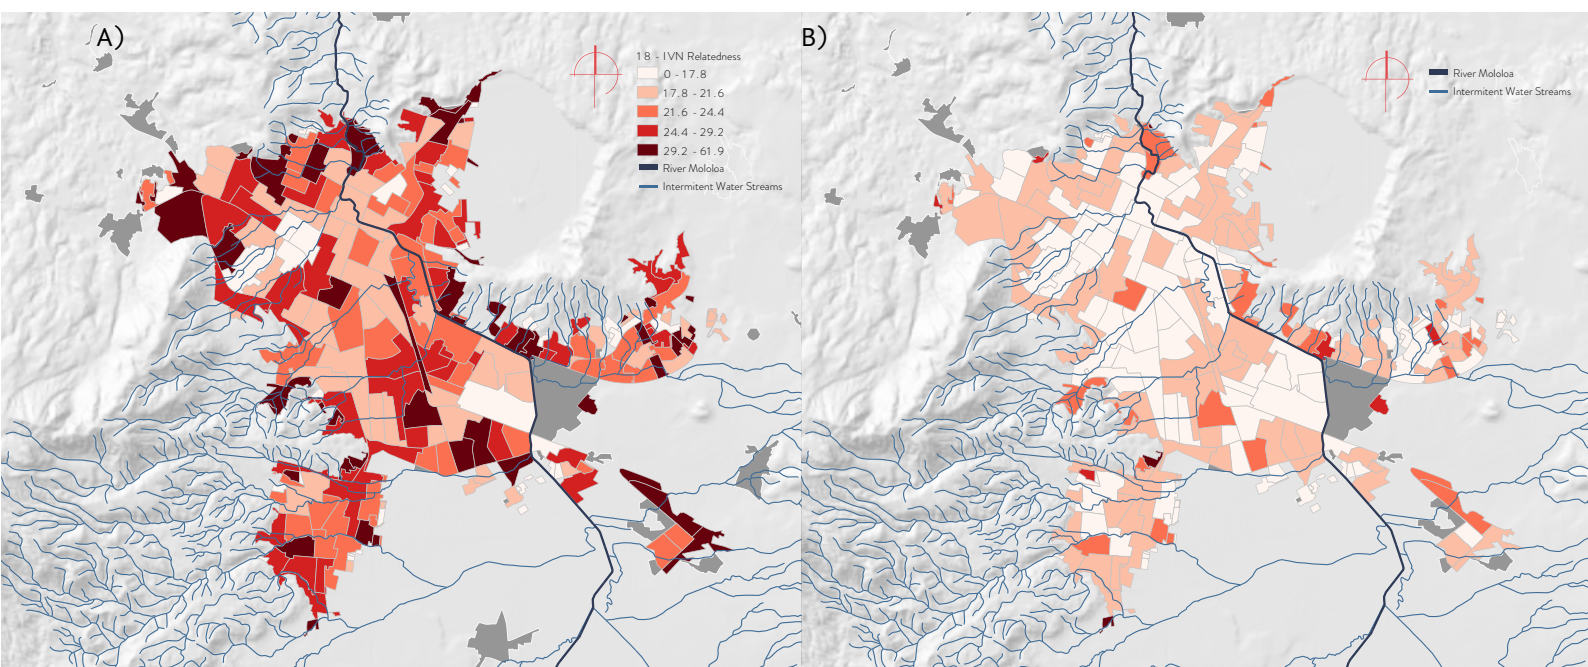 A)
18 - IVN Relatedness
0 - 17.8
17.8 - 21.6
21.6 - 24.4
24.4 - 29.2
29.2 - 61.9
River Mololoa
Intermitent Water Streams
B)
River Mololoa
Intermitent Water Streams